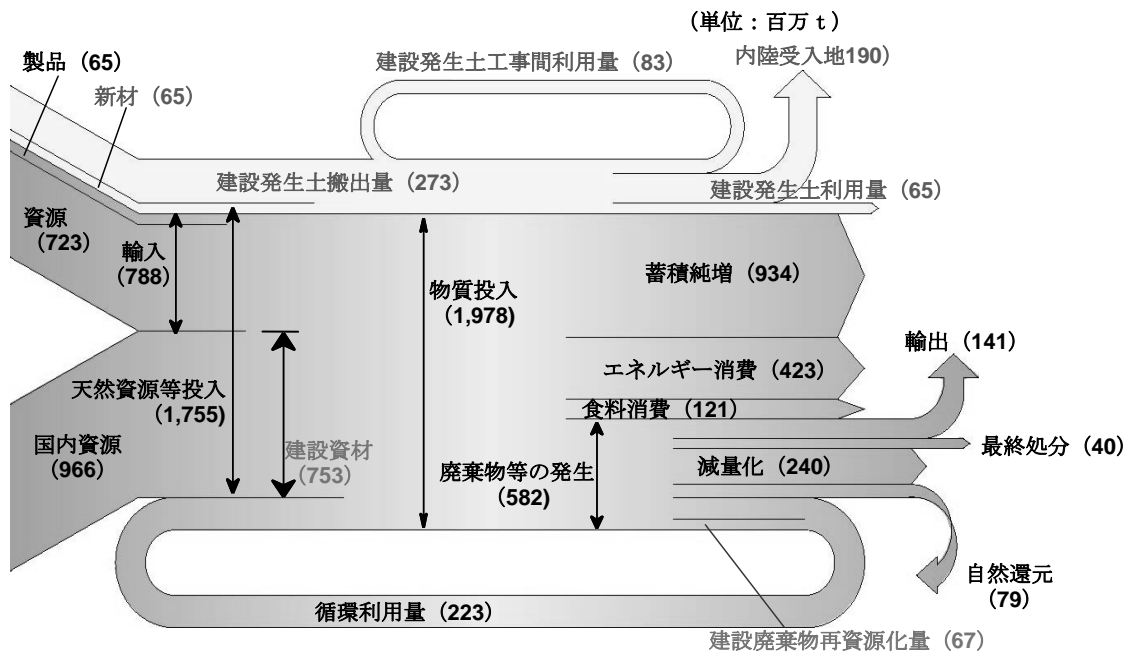 （単位：百万ｔ）
製品（65）
新材（65）
建設発生土工事間利用量（83）
内陸受入地190）
建設発生土搬出量（273）
建設発生土利用量（65）
資源
（723）
輸入
（788）
物質投入
（1,978)
蓄積純増（934）
輸出（141）
エネルギー消費（423）
天然資源等投入
（1,755)
食料消費（121）
国内資源
（966）
建設資材
（753）
廃棄物等の発生
（582）
減量化（240）
最終処分（40）
自然還元
（79）
循環利用量（223）
建設廃棄物再資源化量（67）